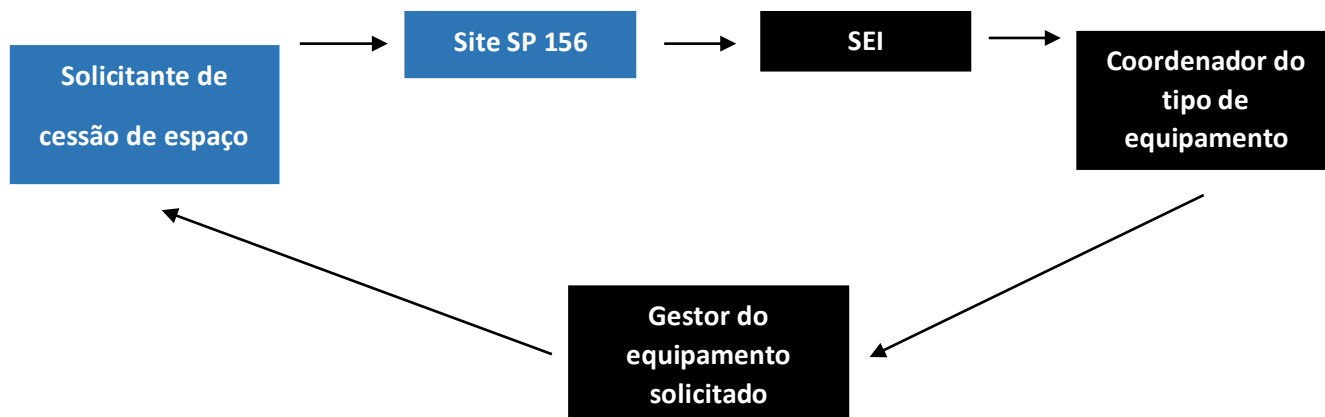 Solicitante de
cessão de espaço
Site SP 156
SEI
Coordenador do
tipo de
equipamento
Gestor do
equipamento
solicitado